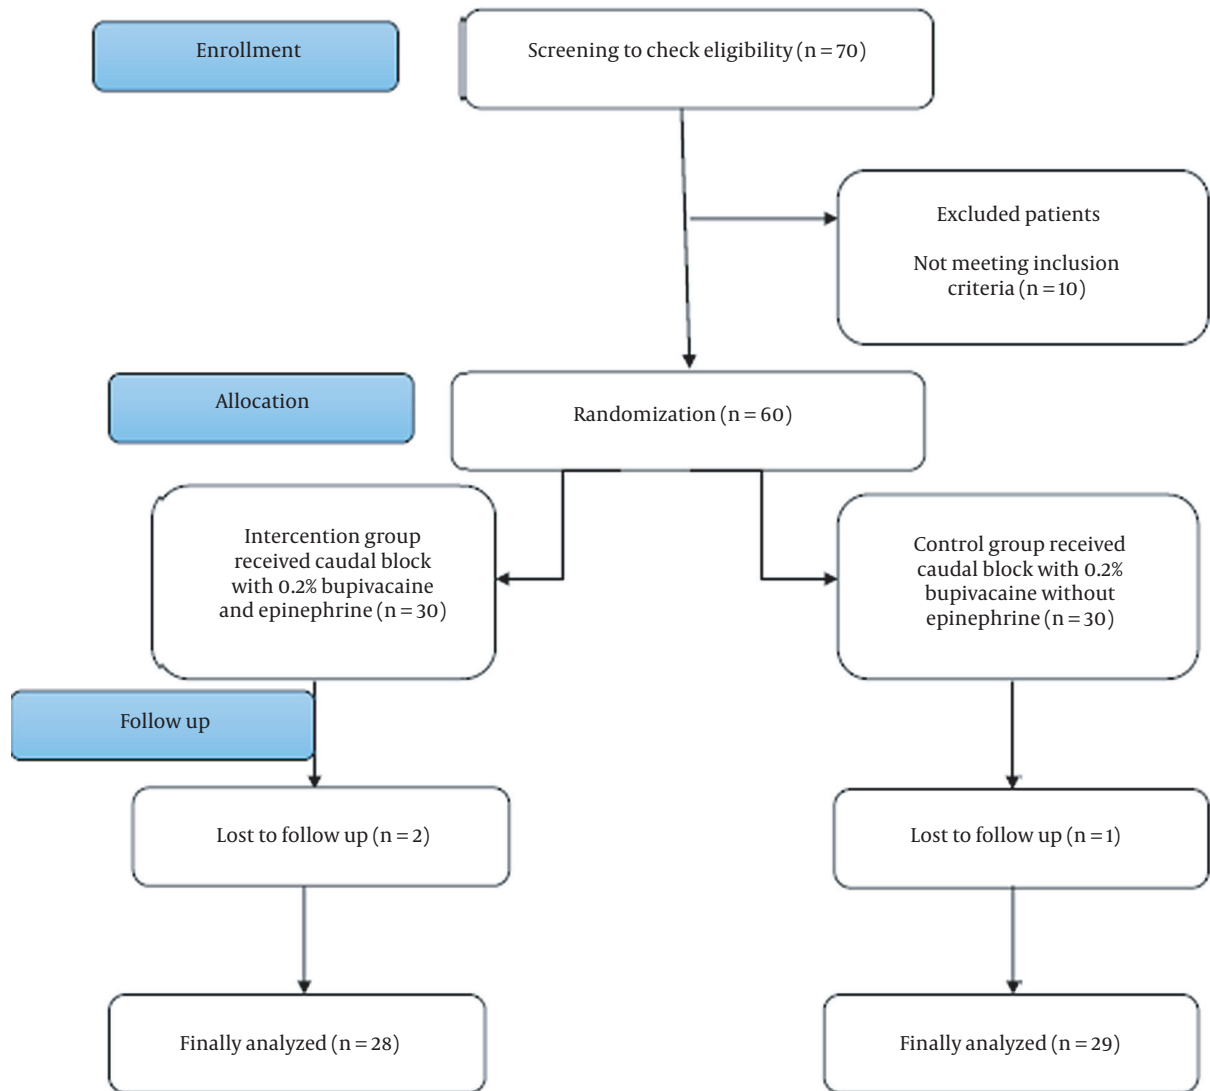 Enrollment
Screening to check eligibility (n = 70)
Excluded patients
Not meeting inclusion
criteria (n = 10)
Allocation
Randomization (n = 60)
Intercention group
received caudal block
with 0.2% bupivacaine
and epinephrine (n = 30)
Control group received
caudal block with 0.2%
bupivacaine without
epinephrine (n = 30)
Follow up
Lost to follow up (n = 2)
Lost to follow up (n = 1)
Finally analyzed (n = 28)
Finally analyzed (n = 29)